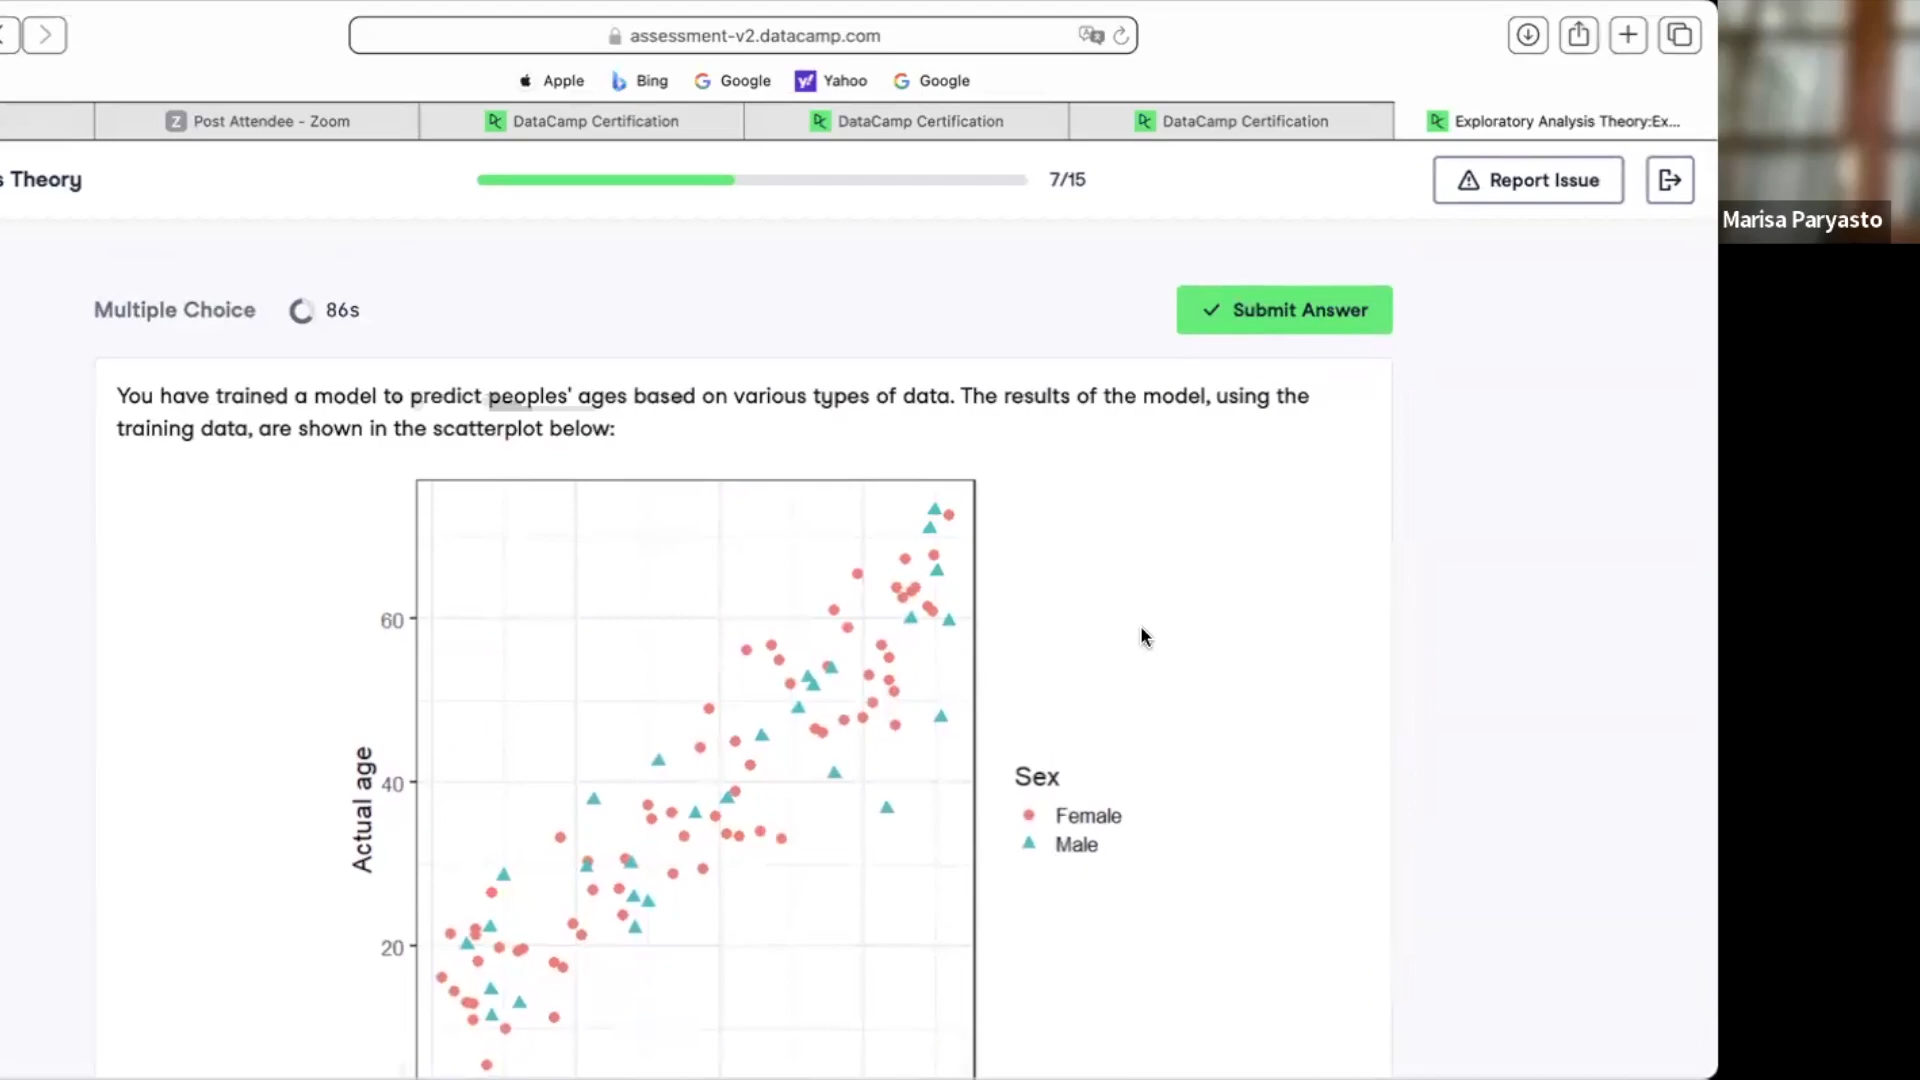 assessment-v2.datacamp.com
Apple Bing Google Yahoo Google
Post Attendee - Zoom DataCamp Certification DataCamp Certification DataCamp Certification Exploratory Analysis Theory:Ex...
s Theory 7/15 Report Issue
Marisa Paryasto
Multiple Choice 86s Submit Answer
You have trained a model to predict peoples' ages based on various types of data. The results of the model, using the
training data, are shown in the scatterplot below:
60
40
20
Actual age
Sex
Female
Male